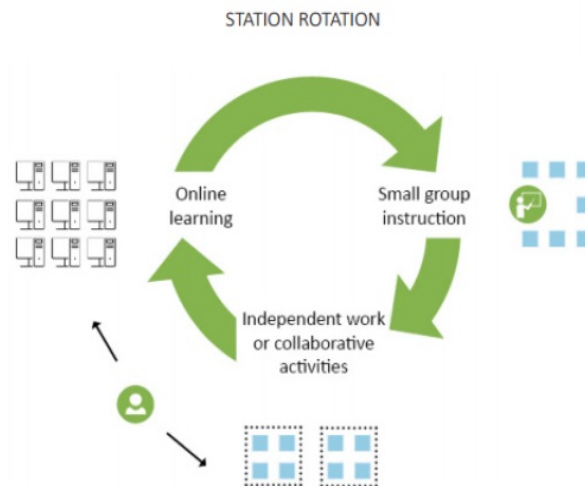 STATION ROTATION
Online
learning
Small group
instruction
Independent work
or collaborative
activities